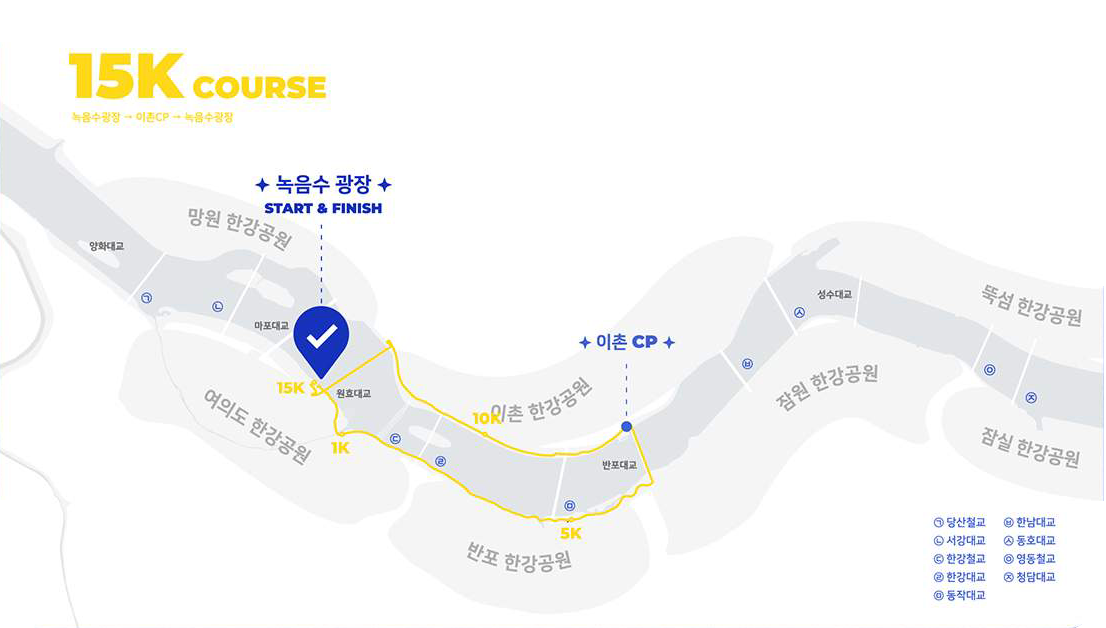 15K COURSE
녹음수광장 → 이촌CP → 녹음수광장
✦ 녹음수 광장 ✦
START & FINISH
망원 한강공원
양화대교
㉠
㉡
마포대교
15K
원효대교
여의도 한강공원
1K
㉢
㉣
10K
이촌 한강공원
✦ 이촌 CP ✦
반포대교
㉤
5K
반포 한강공원
㉥
㉦
성수대교
잠원 한강공원
뚝섬 한강공원
㉧
㉨
잠실 한강공원
㉠ 당산철교
㉡ 서강대교
㉢ 한강철교
㉣ 한강대교
㉤ 동작대교
㉥ 한남대교
㉦ 동호대교
㉧ 영동철교
㉨ 청담대교